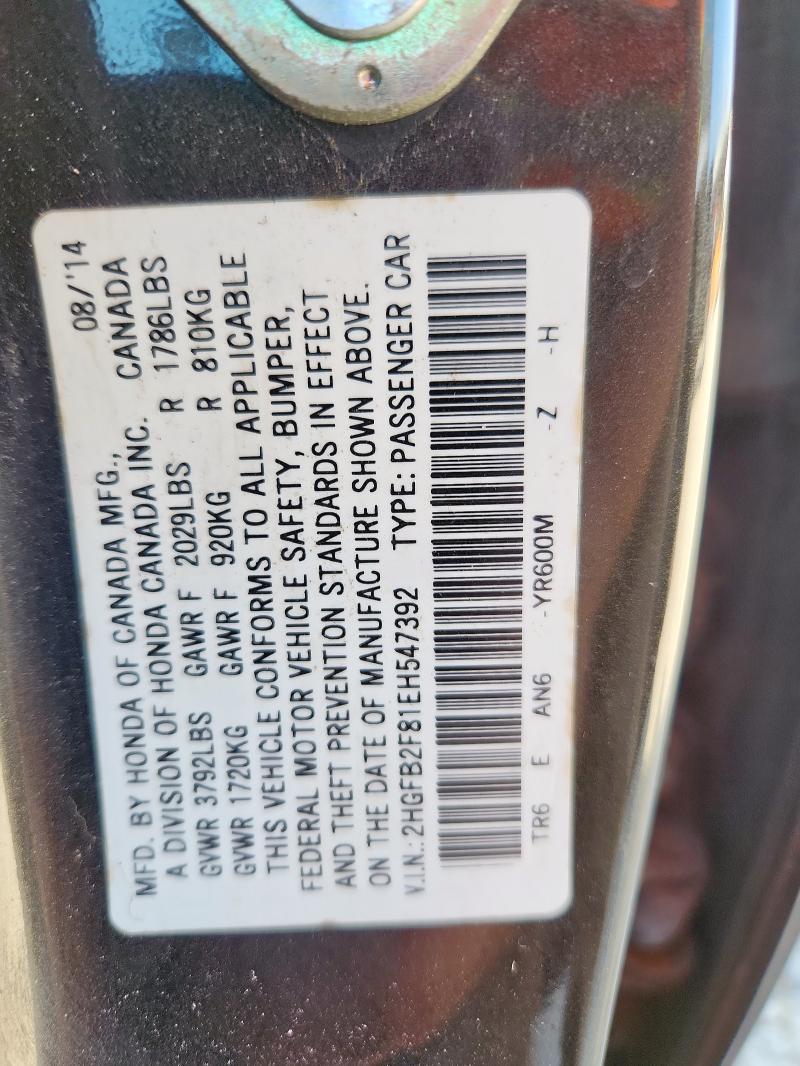 08/'14
MFD. BY HONDA OF CANADA MFG.,
A DIVISION OF HONDA CANADA INC. CANADA
GVWR 3792LBS GAWR F 2029LBS R 1786LBS
GVWR 1720KG GAWR F 920KG R 810KG
THIS VEHICLE CONFORMS TO ALL APPLICABLE
FEDERAL MOTOR VEHICLE SAFETY, BUMPER,
AND THEFT PREVENTION STANDARDS IN EFFECT
ON THE DATE OF MANUFACTURE SHOWN ABOVE.
V.I.N.: 2HGFB2F81EH547392 TYPE: PASSENGER CAR
TR6 E AN6 -YR600M -Z -H